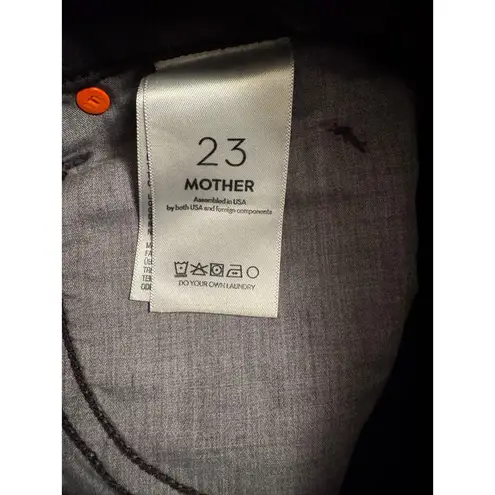 23
MOTHER
Assembled in USA
by both USA and foreign components
DO YOUR OWN LAUNDRY